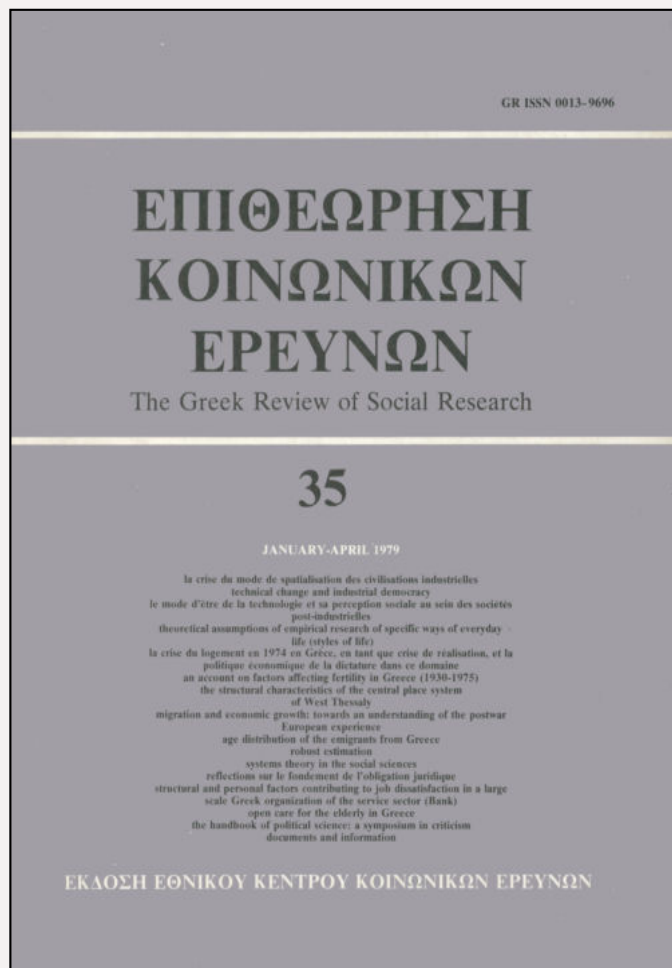 GR ISSN 0013-9696
ΕΠΙΘΕΩΡΗΣΗ
ΚΟΙΝΩΝΙΚΩΝ
ΕΡΕΥΝΩΝ
The Greek Review of Social Research
35
JANUARY-APRIL 1979
la crise du mode de spatialisation des civilisations industrielles
technical change and industrial democracy
le mode d'être de la technologie et sa perception sociale au sein des sociétés
post-industrielles
theoretical assumptions of empirical research of specific ways of everyday
life (styles of life)
la crise du logement en 1974 en Grèce, en tant que crise de réalisation, et la
politique économique de la dictature dans ce domaine
an account on factors affecting fertility in Greece (1930-1975)
the structural characteristics of the central place system
of West Thessaly
migration and economic growth: towards an understanding of the postwar
European experience
age distribution of the emigrants from Greece
robust estimation
systems theory in the social sciences
reflections sur le fondement de l'obligation juridique
structural and personal factors contributing to job dissatisfaction in a large
scale Greek organization of the service sector (Bank)
open care for the elderly in Greece
the handbook of political science: a symposium in criticism
documents and information
ΕΚΔΟΣΗ ΕΘΝΙΚΟΥ ΚΕΝΤΡΟΥ ΚΟΙΝΩΝΙΚΩΝ ΕΡΕΥΝΩΝ